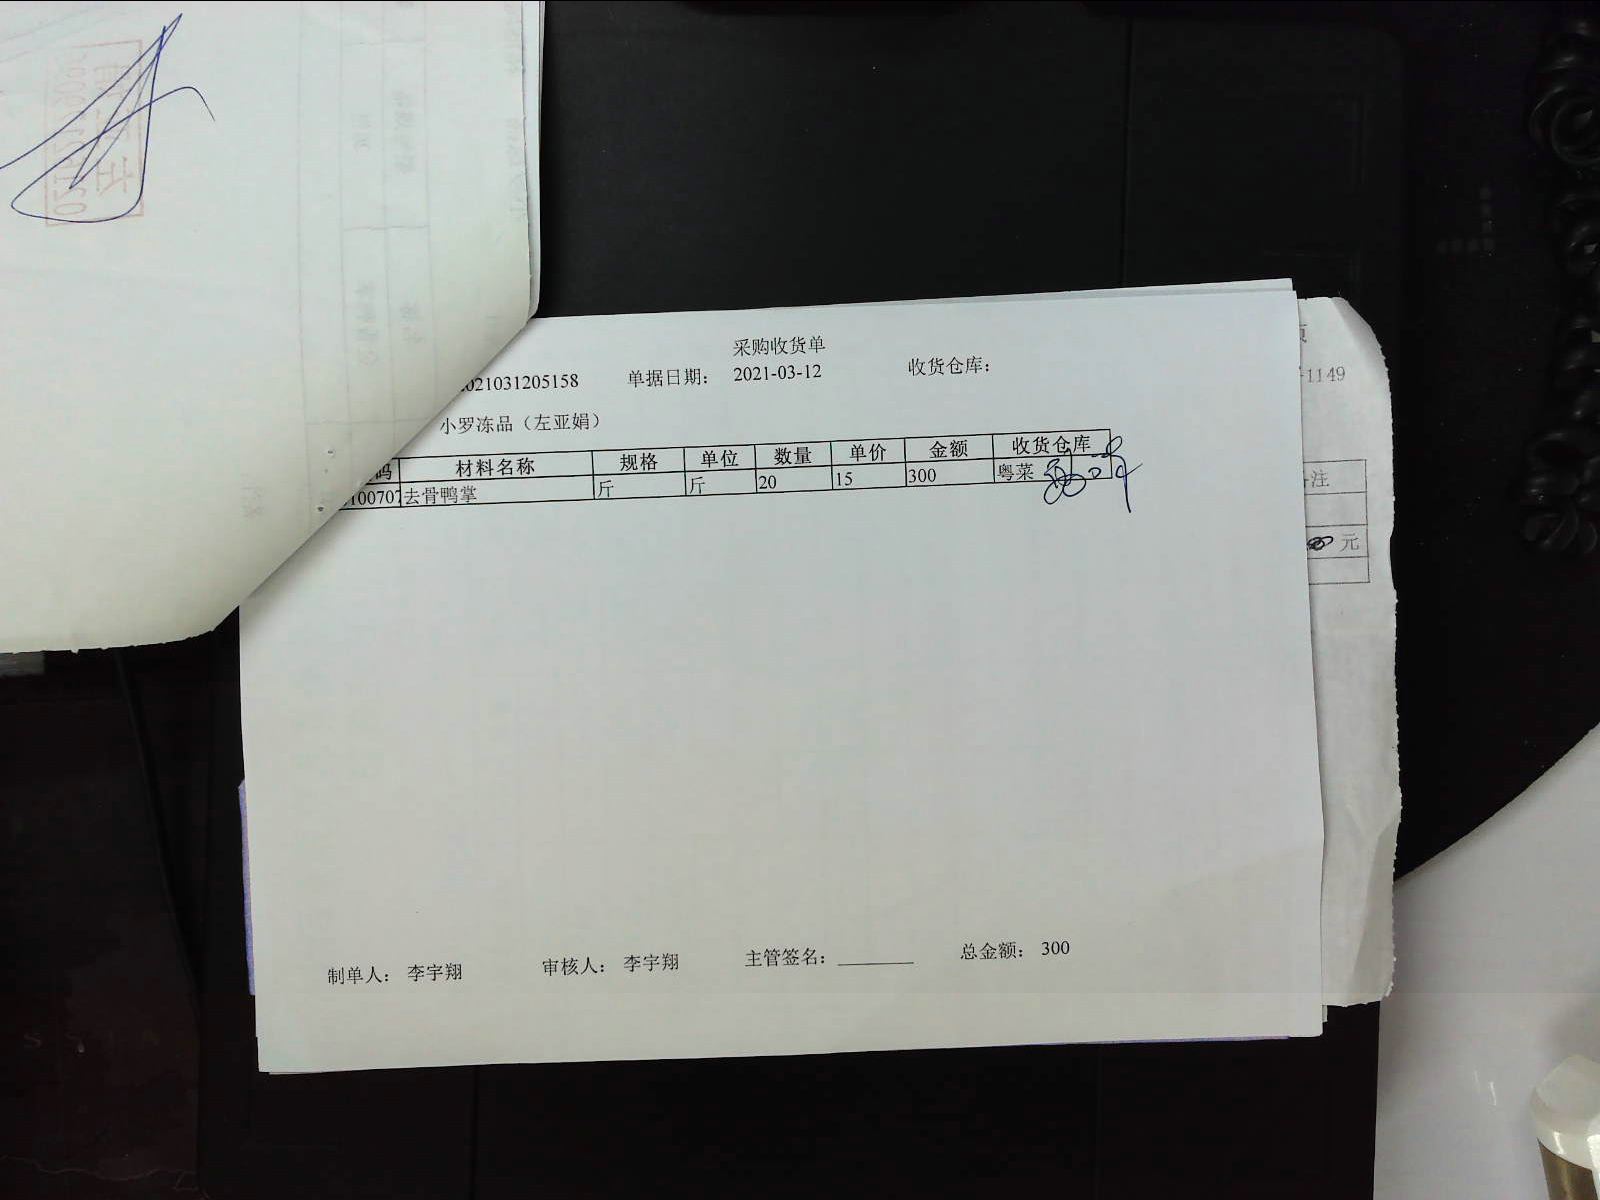 采购收货单
021031205158 单据日期： 2021-03-12 收货仓库：
小罗冻品（左亚娟）
码 材料名称 规格 单位 数量 单价 金额 收货仓库
100707 去骨鸭掌 斤 斤 20 15 300 粤菜
制单人： 李宇翔 审核人： 李宇翔 主管签名：________ 总金额： 300
-1149
注
元